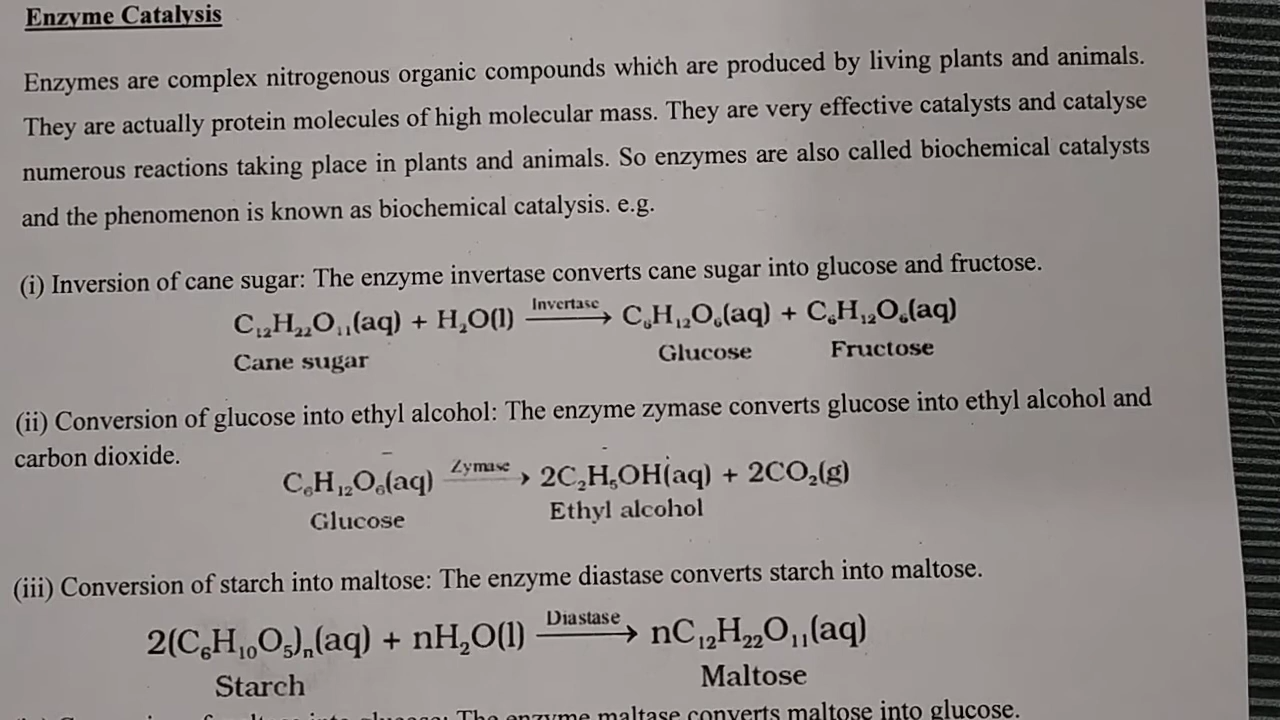 Enzyme Catalysis
Enzymes are complex nitrogenous organic compounds which are produced by living plants and animals.
They are actually protein molecules of high molecular mass. They are very effective catalysts and catalyse
numerous reactions taking place in plants and animals. So enzymes are also called biochemical catalysts
and the phenomenon is known as biochemical catalysis. e.g.
(i) Inversion of cane sugar: The enzyme invertase converts cane sugar into glucose and fructose.
C₁₂H₂₂O₁₁(aq) + H₂O(l) Invertase → C₆H₁₂O₆(aq) + C₆H₁₂O₆(aq)
Cane sugar Glucose Fructose
(ii) Conversion of glucose into ethyl alcohol: The enzyme zymase converts glucose into ethyl alcohol and
carbon dioxide.
C₆H₁₂O₆(aq) Zymase → 2C₂H₅OH(aq) + 2CO₂(g)
Glucose Ethyl alcohol
(iii) Conversion of starch into maltose: The enzyme diastase converts starch into maltose.
2(C₆H₁₀O₅)ₙ(aq) + nH₂O(l) Diastase → nC₁₂H₂₂O₁₁(aq)
Starch Maltose
glucose: The enzyme maltase converts maltose into glucose.